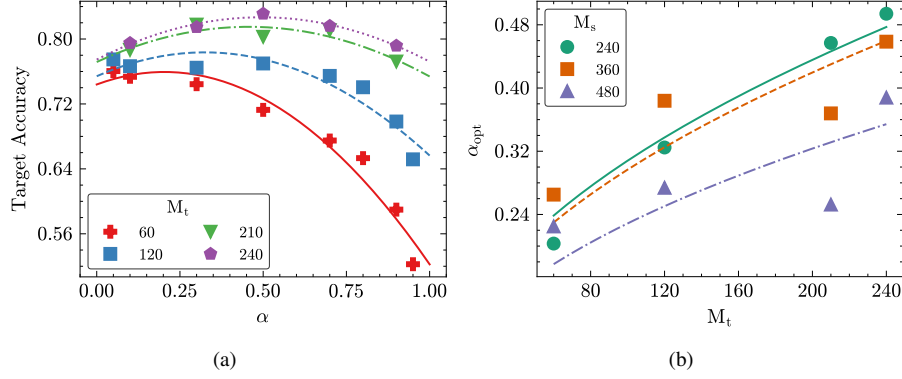 0.80
0.72
0.64
0.56
Target Accuracy
M_t
60
210
120
240
0.00 0.25 0.50 0.75 1.00
α
(a)
0.48
0.40
0.32
0.24
α_opt
M_s
240
360
480
80 120 160 200 240
M_t
(b)